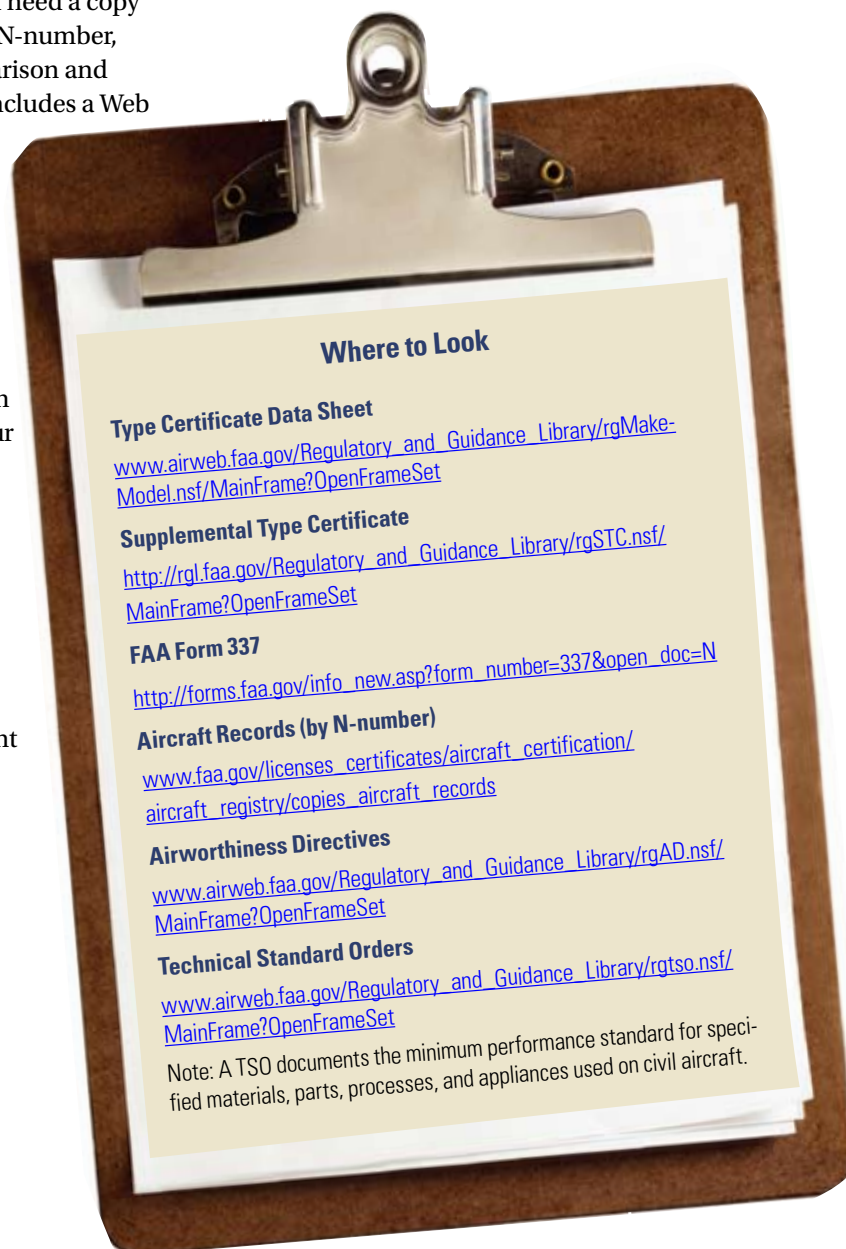 need a copy
N-number,
arison and
ncludes a Web
n
ur
nt
Where to Look
Type Certificate Data Sheet
www.airweb.faa.gov/Regulatory_and_Guidance_Library/rgMake-
Model.nsf/MainFrame?OpenFrameSet
Supplemental Type Certificate
http://rgl.faa.gov/Regulatory_and_Guidance_Library/rgSTC.nsf/
MainFrame?OpenFrameSet
FAA Form 337
http://forms.faa.gov/info_new.asp?form_number=337&open_doc=N
Aircraft Records (by N-number)
www.faa.gov/licenses_certificates/aircraft_certification/
aircraft_registry/copies_aircraft_records
Airworthiness Directives
www.airweb.faa.gov/Regulatory_and_Guidance_Library/rgAD.nsf/
MainFrame?OpenFrameSet
Technical Standard Orders
www.airweb.faa.gov/Regulatory_and_Guidance_Library/rgtso.nsf/
MainFrame?OpenFrameSet
Note: A TSO documents the minimum performance standard for speci-
fied materials, parts, processes, and appliances used on civil aircraft.